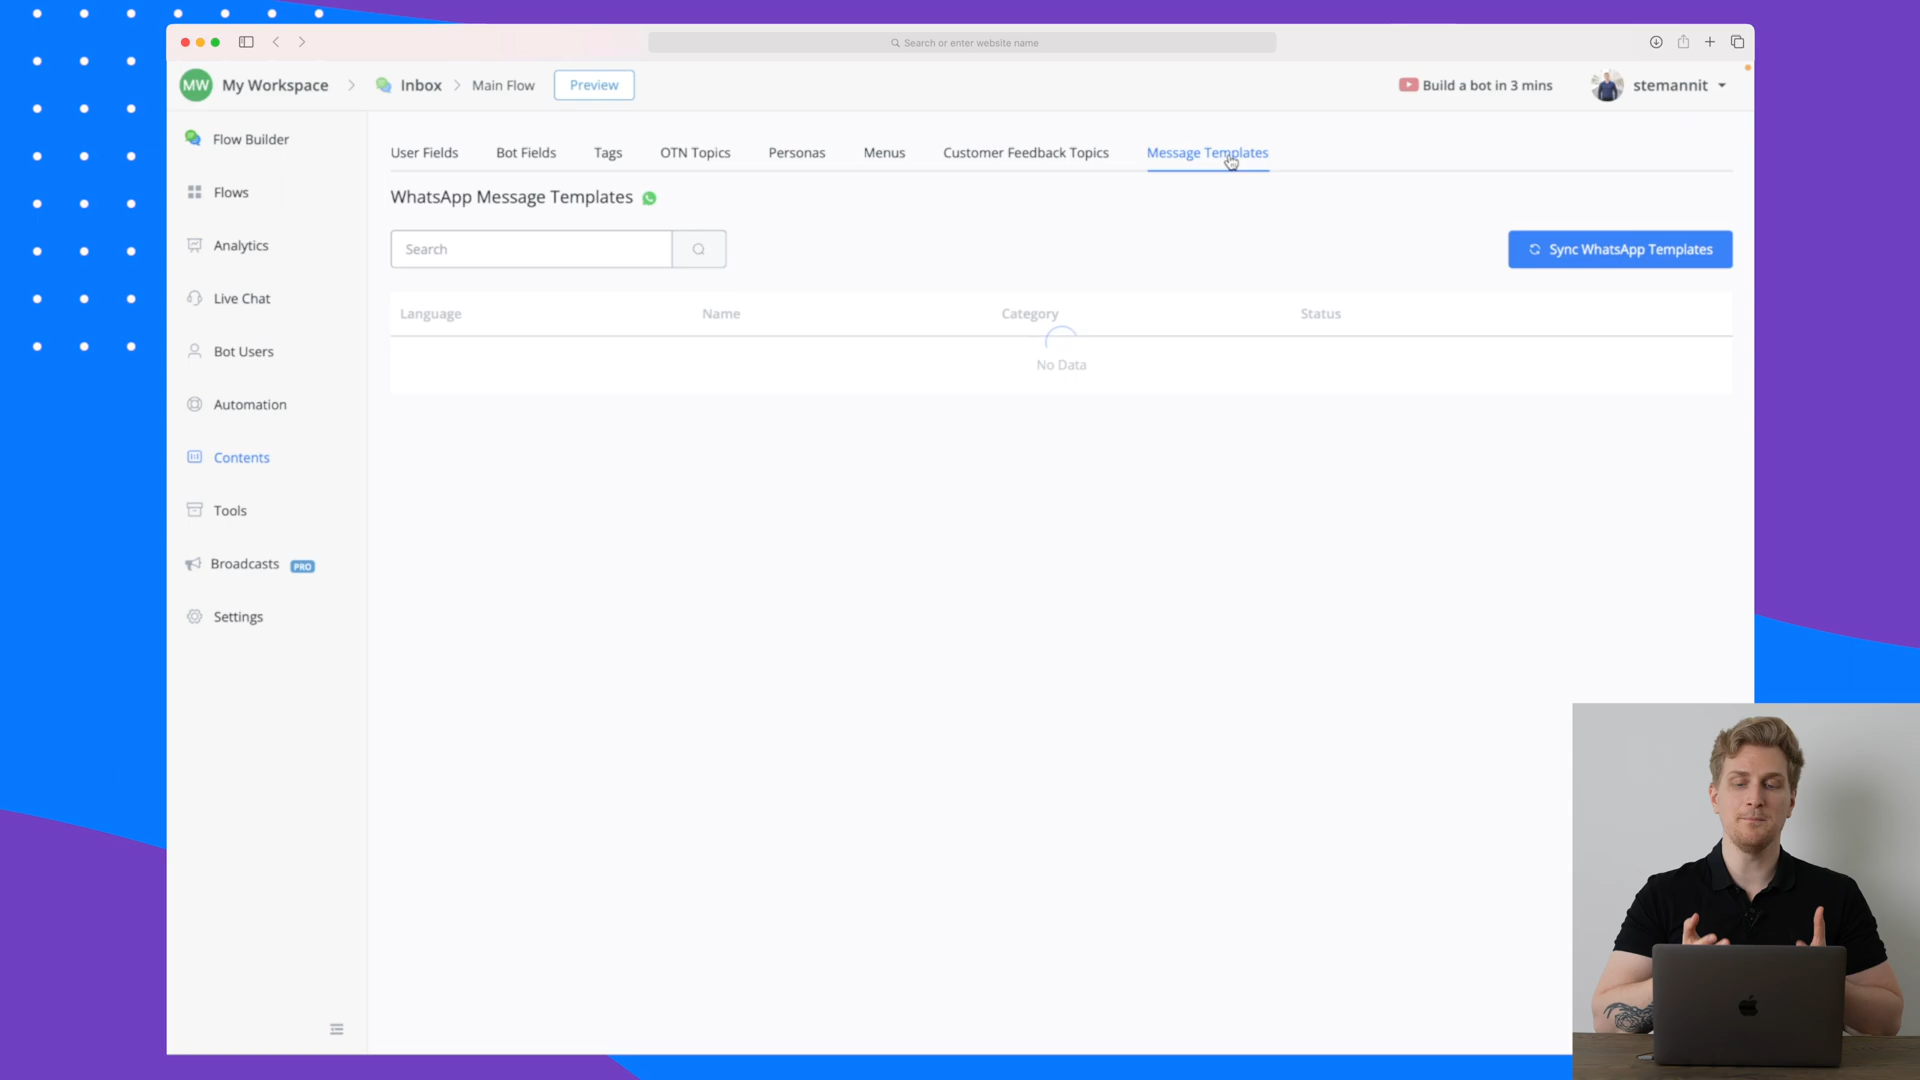 Search or enter website name
MW My Workspace Inbox Main Flow Preview Build a bot in 3 mins stemannit
Flow Builder
Flows
Analytics
Live Chat
Bot Users
Automation
Contents
Tools
Broadcasts PRO
Settings
User Fields Bot Fields Tags OTN Topics Personas Menus Customer Feedback Topics Message Templates
WhatsApp Message Templates
Search Sync WhatsApp Templates
Language Name Category Status
No Data